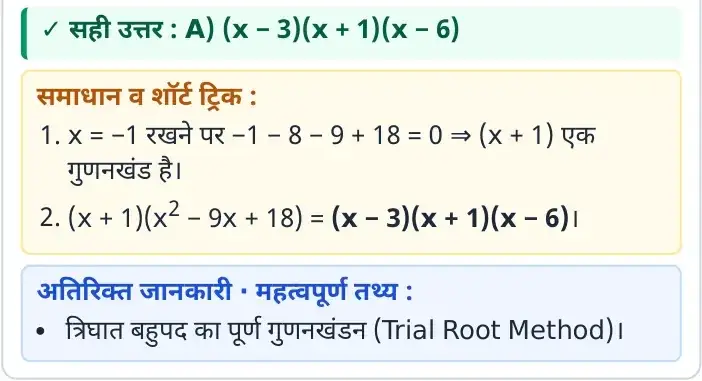 ✓ सही उत्तर : A) (x − 3)(x + 1)(x − 6)
समाधान व शॉर्ट ट्रिक :
1. x = −1 रखने पर −1 − 8 − 9 + 18 = 0 ⇒ (x + 1) एक
गुणनखंड है।
2. (x + 1)(x² − 9x + 18) = (x − 3)(x + 1)(x − 6)।
अतिरिक्त जानकारी · महत्वपूर्ण तथ्य :
• त्रिघात बहुपद का पूर्ण गुणनखंडन (Trial Root Method)।